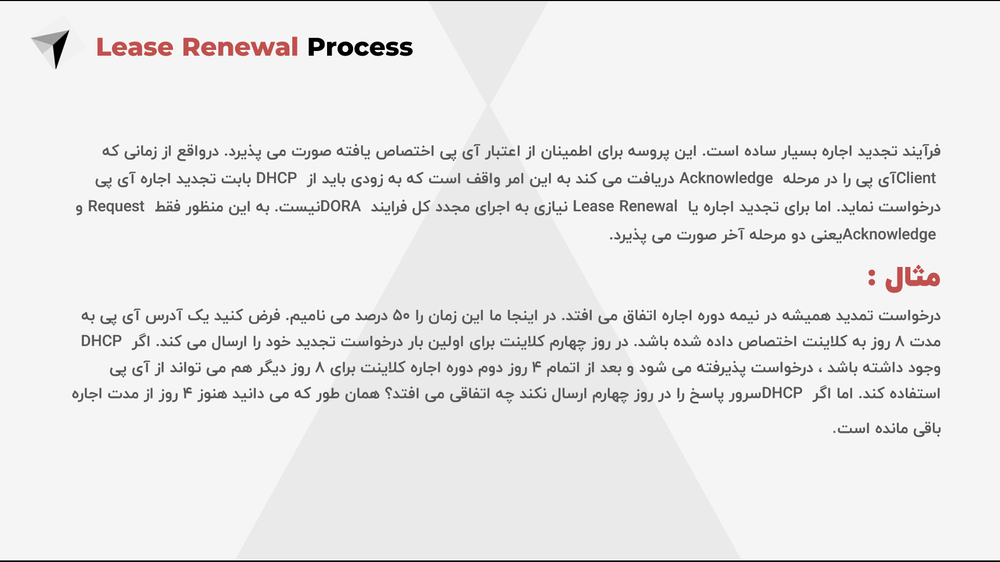 Lease Renewal Process
فرآیند تجدید اجاره بسیار ساده است. این پروسه برای اطمینان از اعتبار آی پی اختصاص یافته صورت می پذیرد. درواقع از زمانی که
Clientآی پی را در مرحله Acknowledge دریافت می کند به این امر واقف است که به زودی باید از DHCP بابت تجدید اجاره آی پی
درخواست نماید. اما برای تجدید اجاره یا Lease Renewal نیازی به اجرای مجدد کل فرایند DORAنیست. به این منظور فقط Request و
Acknowledgeیعنی دو مرحله آخر صورت می پذیرد.
مثال :
درخواست تمدید همیشه در نیمه دوره اجاره اتفاق می افتد. در اینجا ما این زمان را ۵۰ درصد می نامیم. فرض کنید یک آدرس آی پی به
مدت ۸ روز به کلاینت اختصاص داده شده باشد. در روز چهارم کلاینت برای اولین بار درخواست تجدید خود را ارسال می کند. اگر DHCP
وجود داشته باشد ، درخواست پذیرفته می شود و بعد از اتمام ۴ روز دوم دوره اجاره کلاینت برای ۸ روز دیگر هم می تواند از آی پی
استفاده کند. اما اگر DHCPسرور پاسخ را در روز چهارم ارسال نکند چه اتفاقی می افتد؟ همان طور که می دانید هنوز ۴ روز از مدت اجاره
باقی مانده است.